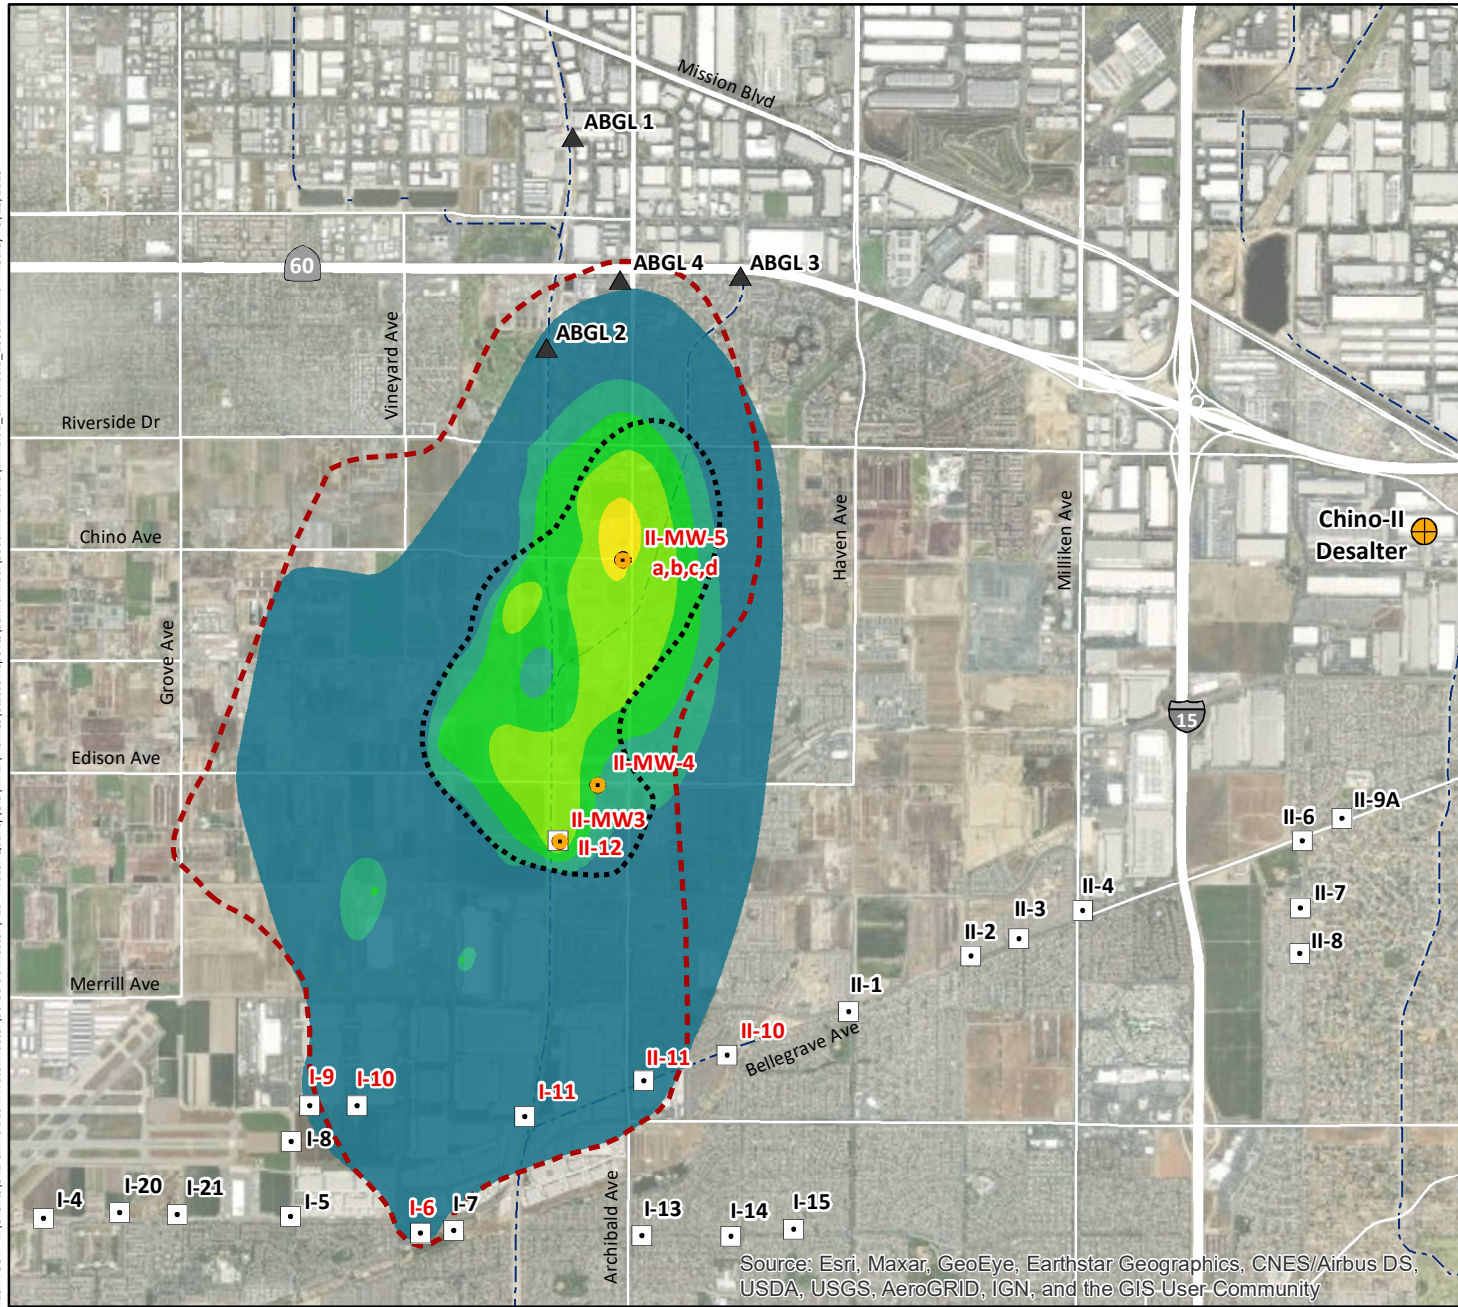 Mission Blvd
ABGL 1
60
ABGL 4
ABGL 3
ABGL 2
Vineyard Ave
Riverside Dr
Chino Ave
II-MW-5
a,b,c,d
Haven Ave
Milliken Ave
Chino-II
Desalter
Grove Ave
15
Edison Ave
II-MW-4
II-MW3
II-12
II-9A
II-6
II-4
II-3
II-2
II-7
II-8
Merrill Ave
II-1
II-10
Bellegrave Ave
II-11
I-9
I-10
I-11
I-8
I-4
I-20
I-21
I-5
I-6
I-7
Archibald Ave
I-13
I-14
I-15
Source: Esri, Maxar, GeoEye, Earthstar Geographics, CNES/Airbus DS,
USDA, USGS, AeroGRID, IGN, and the GIS User Community